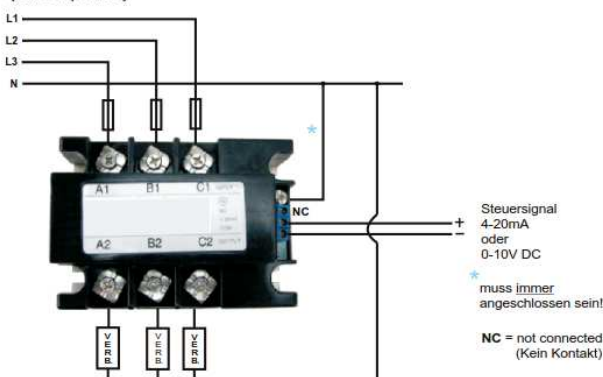 L1
L2
L3
N
*
A1 B1 C1
NC
A2 B2 C2 OUTPUT
+
−
Steuersignal
4-20mA
oder
0-10V DC
*
muss immer
angeschlossen sein!
NC = not connected
(Kein Kontakt)
VERB.
VERB.
VERB.